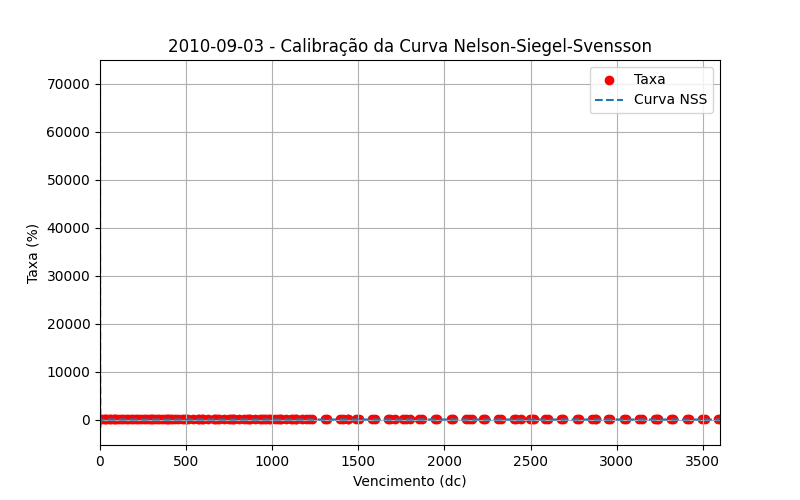 2010-09-03 - Calibração da Curva Nelson-Siegel-Svensson
Taxa
Curva NSS
70000
60000
50000
40000
30000
20000
10000
0
Taxa (%)
0 500 1000 1500 2000 2500 3000 3500
Vencimento (dc)